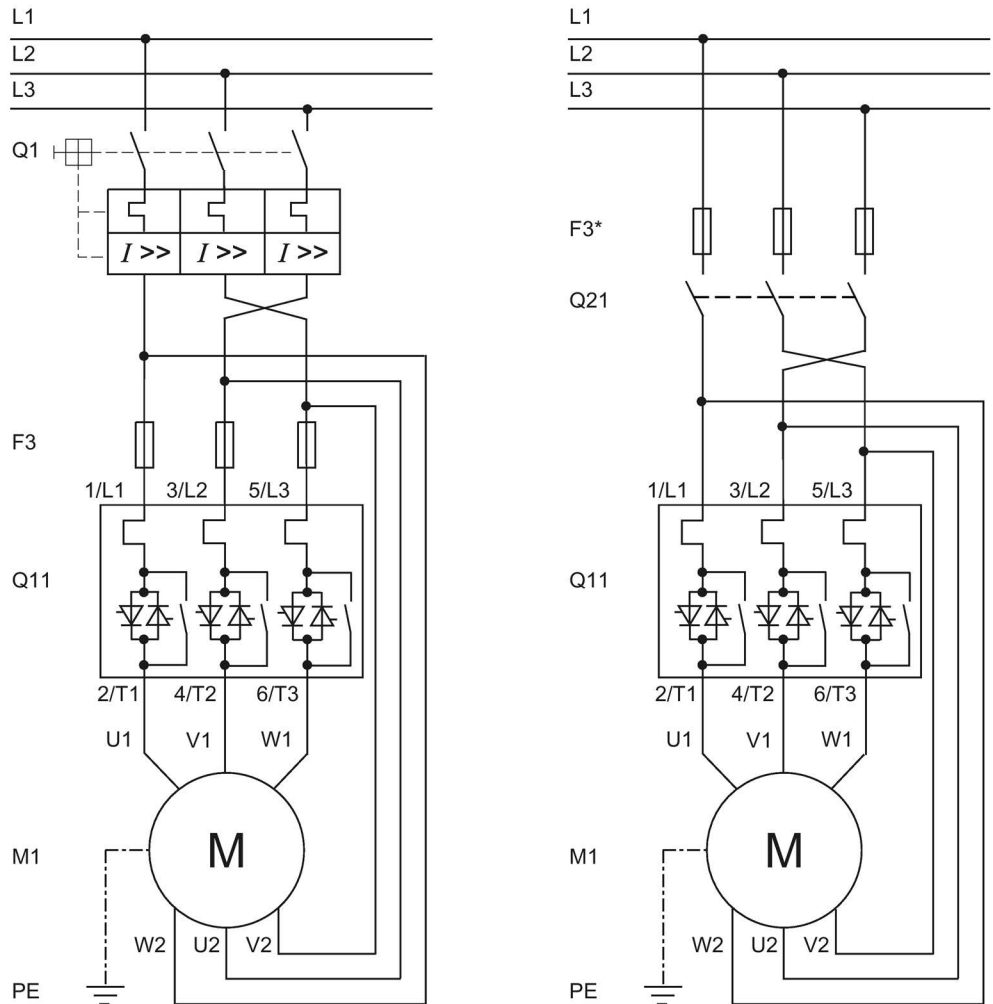 L1
L2
L3
Q1
I >> I >> I >>
F3
1/L1 3/L2 5/L3
Q11
2/T1 4/T2 6/T3
U1 V1 W1
M1
M
W2 U2 V2
PE
L1
L2
L3
F3*
Q21
1/L1 3/L2 5/L3
Q11
2/T1 4/T2 6/T3
U1 V1 W1
M1
M
W2 U2 V2
PE